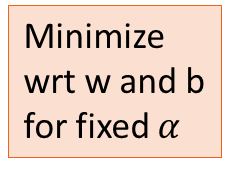 Minimize
wrt w and b
for fixed 𝛼